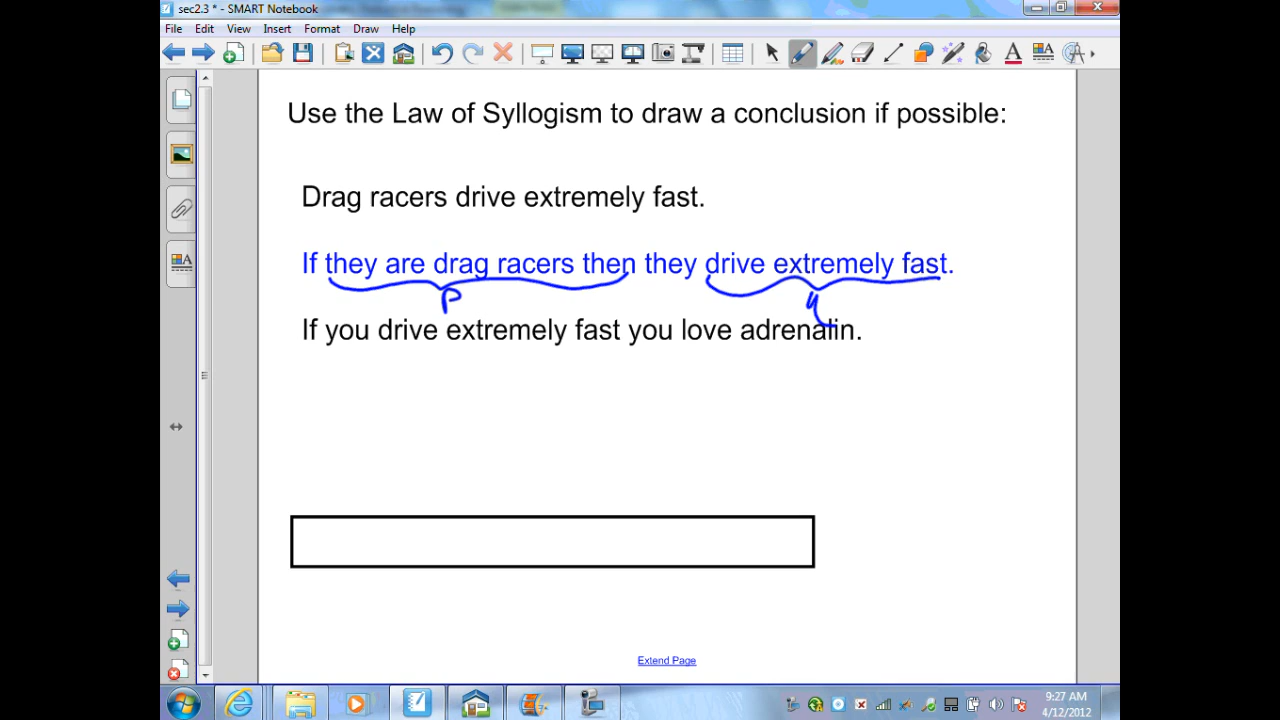 sec2.3 * - SMART Notebook
File Edit View Insert Format Draw Help
Use the Law of Syllogism to draw a conclusion if possible:
Drag racers drive extremely fast.
If they are drag racers then they drive extremely fast.
P
If you drive extremely fast you love adrenalin.
Extend Page
9:27 AM
4/12/2012